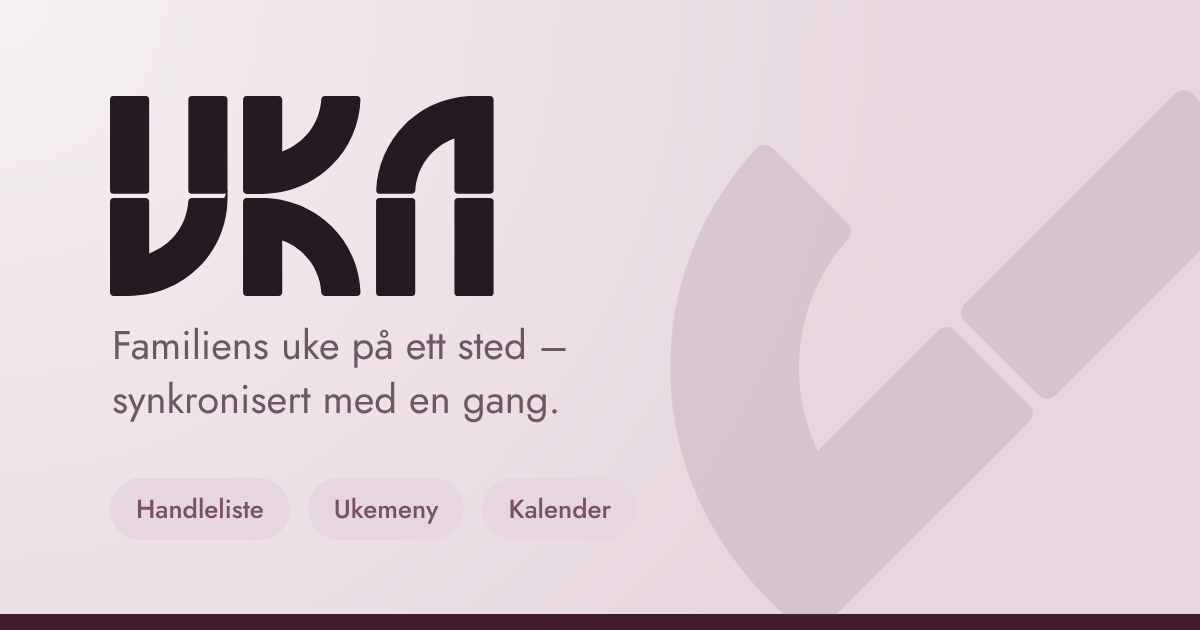 UKA
Familiens uke på ett sted –
synkronisert med en gang.
Handleliste
Ukemeny
Kalender